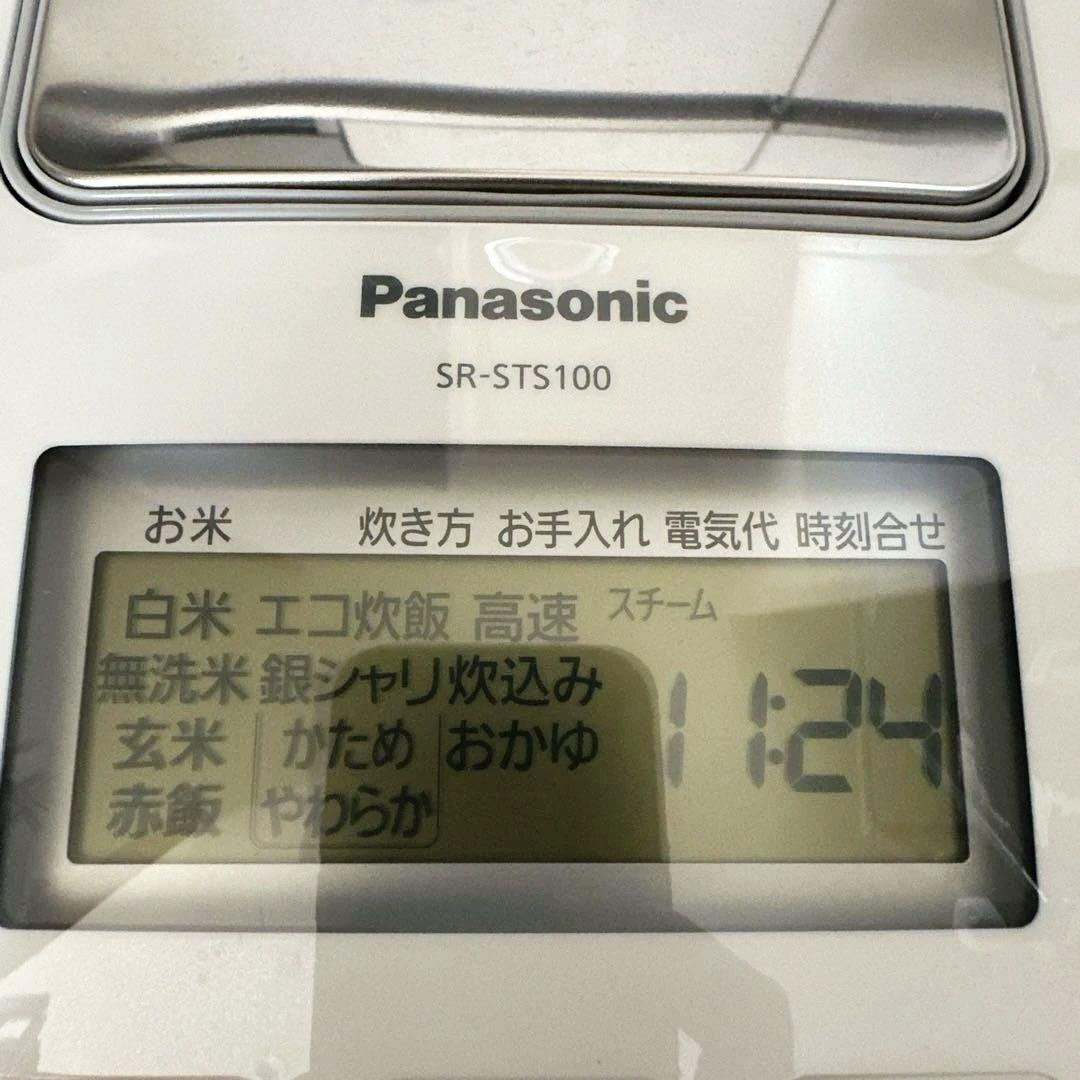 Panasonic
SR-STS100
お米 炊き方 お手入れ 電気代 時刻合せ
白米 エコ炊飯 高速 スチーム
無洗米 銀シャリ 炊込み
玄米 かため おかゆ 11:24
赤飯 やわらか